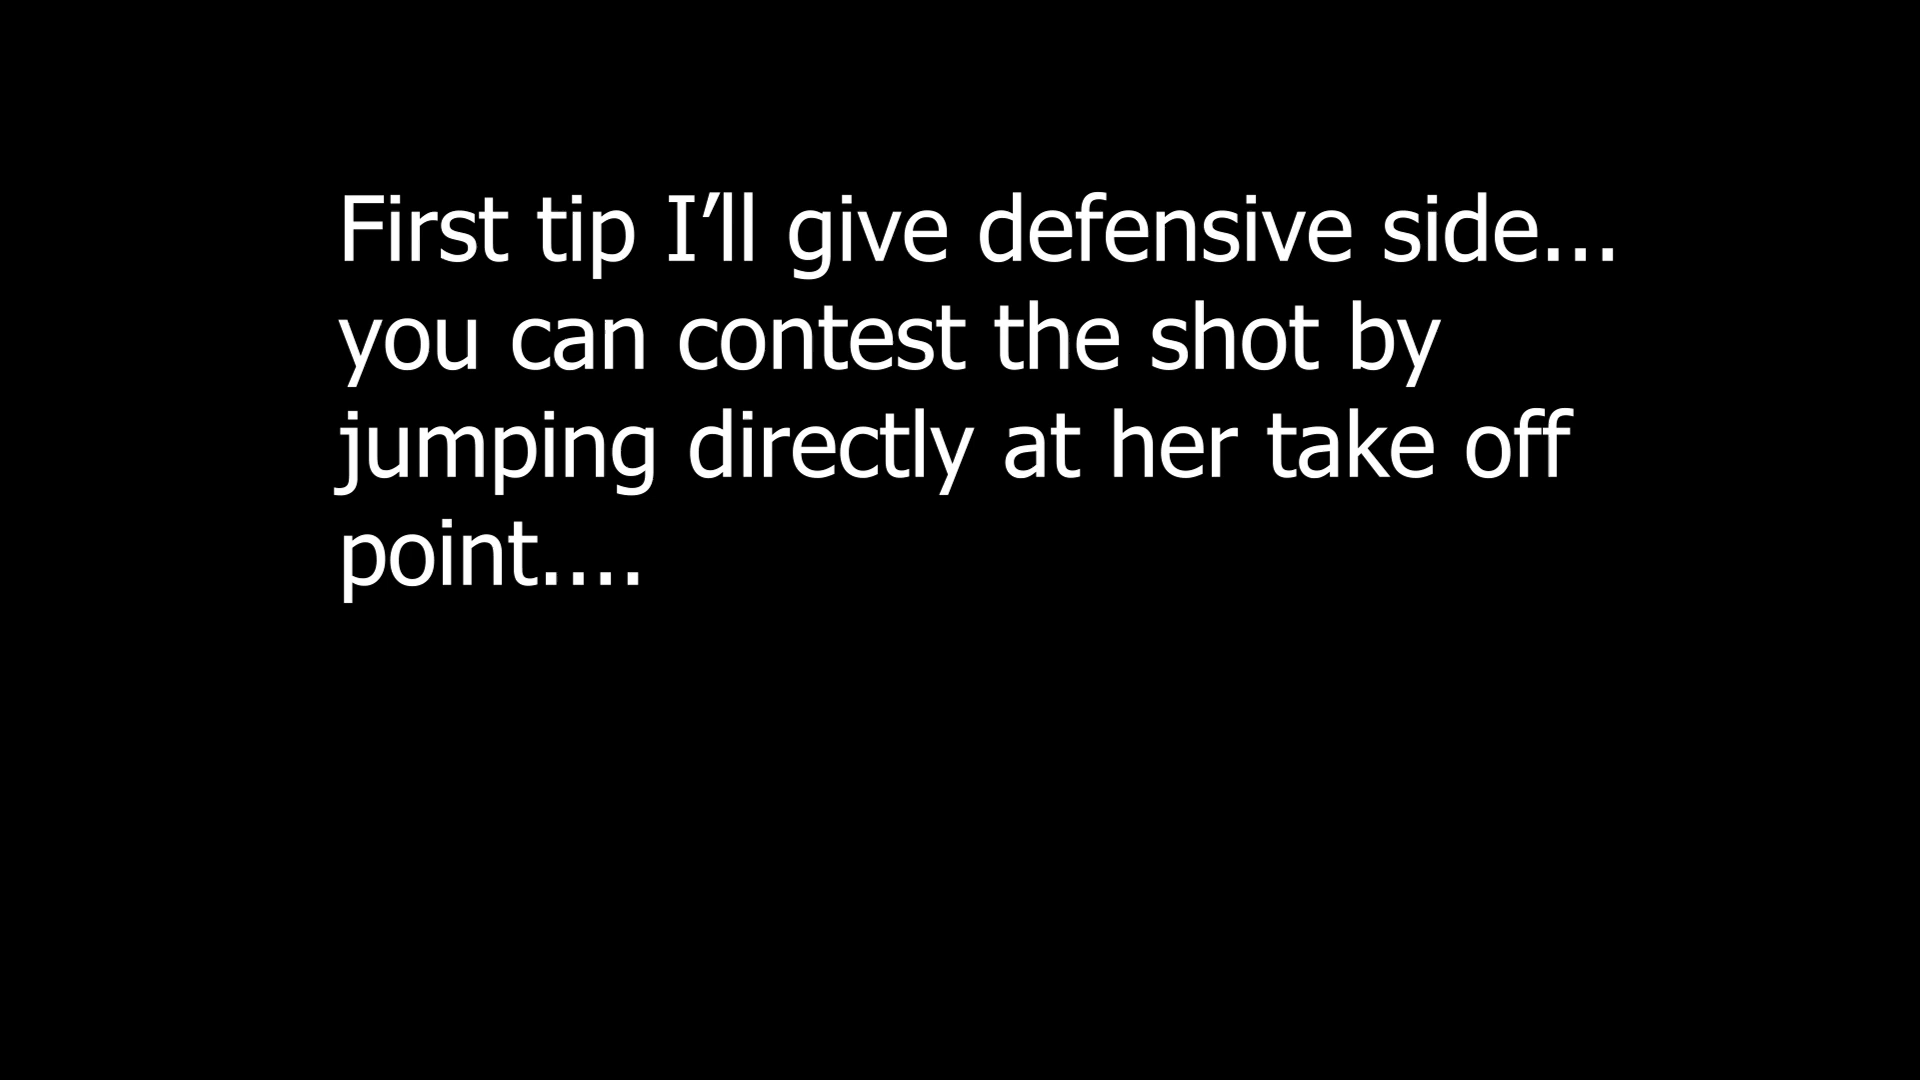 First tip I’ll give defensive side...
you can contest the shot by
jumping directly at her take off
point....